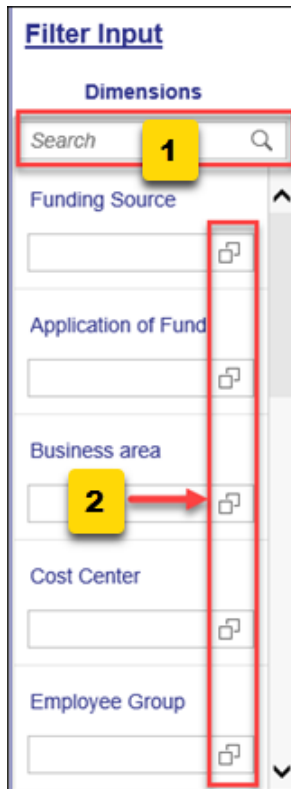 Filter Input
Dimensions
Search
1
Funding Source
Application of Fund
Business area
2
Cost Center
Employee Group